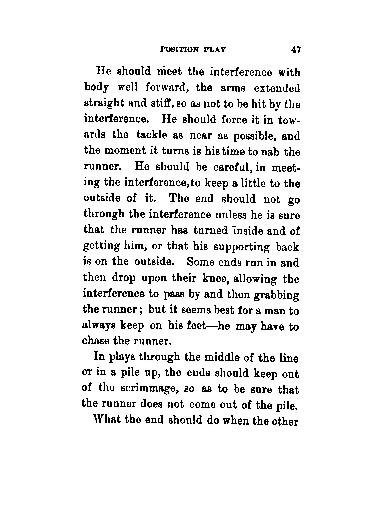 POSITION PLAY 47
He should meet the interference with
body well forward, the arms extended
straight and stiff, so as not to be hit by the
interference. He should force it in tow-
ards the tackle as near as possible, and
the moment it turns is his time to nab the
runner. He should be careful, in meet-
ing the interference, to keep a little to the
outside of it. The end should not go
through the interference unless he is sure
that the runner has turned inside and of
getting him, or that his supporting back
is on the outside. Some ends run in and
then drop upon their knee, allowing the
interference to pass by and then grabbing
the runner; but it seems best for a man to
always keep on his feet—he may have to
chase the runner.
In plays through the middle of the line
or in a pile up, the ends should keep out
of the scrimmage, so as to be sure that
the runner does not come out of the pile.
What the end should do when the other